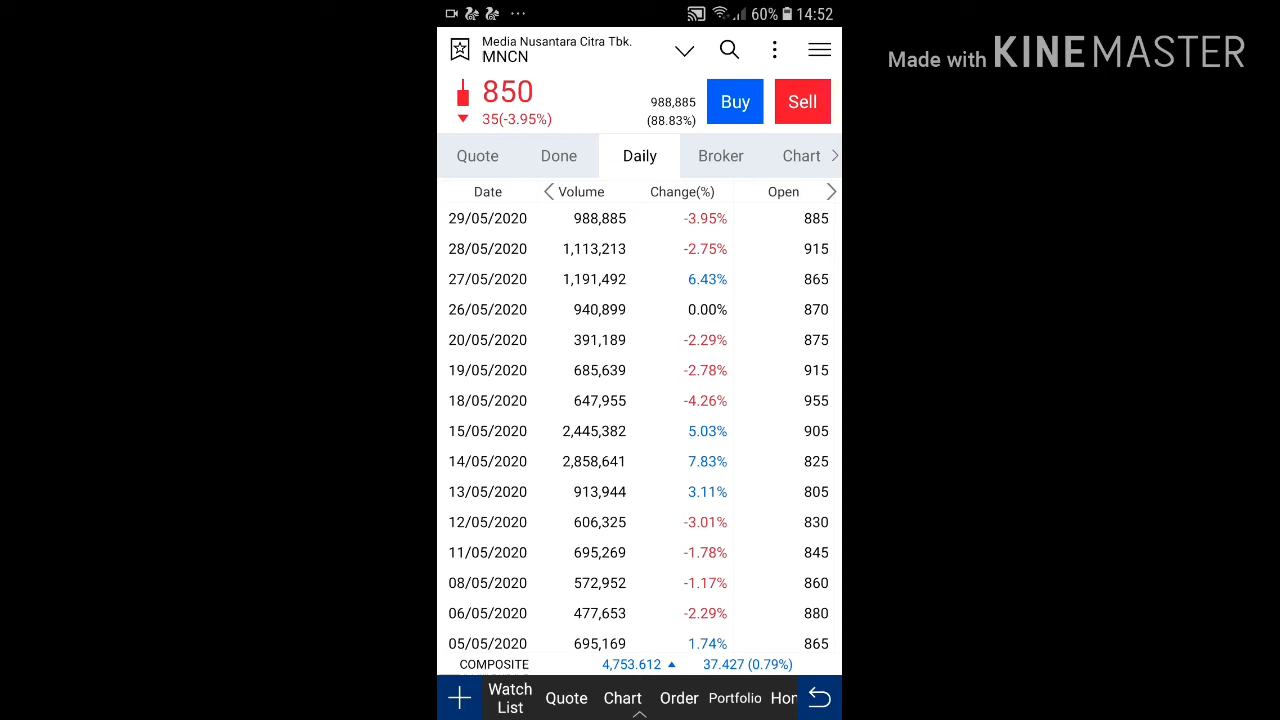 60% 14:52
Made with KINEMASTER
Media Nusantara Citra Tbk.
MNCN
850
35(-3.95%)
988,885
(88.83%)
Buy
Sell
Quote Done Daily Broker Chart
Date Volume Change(%) Open
29/05/2020 988,885 -3.95% 885
28/05/2020 1,113,213 -2.75% 915
27/05/2020 1,191,492 6.43% 865
26/05/2020 940,899 0.00% 870
20/05/2020 391,189 -2.29% 875
19/05/2020 685,639 -2.78% 915
18/05/2020 647,955 -4.26% 955
15/05/2020 2,445,382 5.03% 905
14/05/2020 2,858,641 7.83% 825
13/05/2020 913,944 3.11% 805
12/05/2020 606,325 -3.01% 830
11/05/2020 695,269 -1.78% 845
08/05/2020 572,952 -1.17% 860
06/05/2020 477,653 -2.29% 880
05/05/2020 695,169 1.74% 865
COMPOSITE 4,753.612 37.427 (0.79%)
Watch
List
Quote Chart Order Portfolio Hor